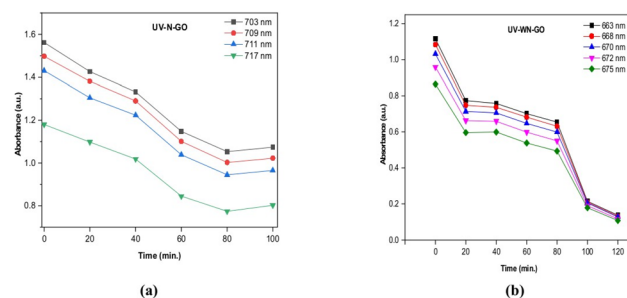 UV-N-GO
703 nm
709 nm
711 nm
717 nm
1.6
1.4
1.2
1.0
0.8
Aborbance (a.u.)
0 20 40 60 80 100
Time (min.)
(a)
UV-WN-GO
663 nm
668 nm
670 nm
672 nm
675 nm
1.2
1.0
0.8
0.6
0.4
0.2
0.0
Absorbance (a.u.)
0 20 40 60 80 100 120
Time (min.)
(b)